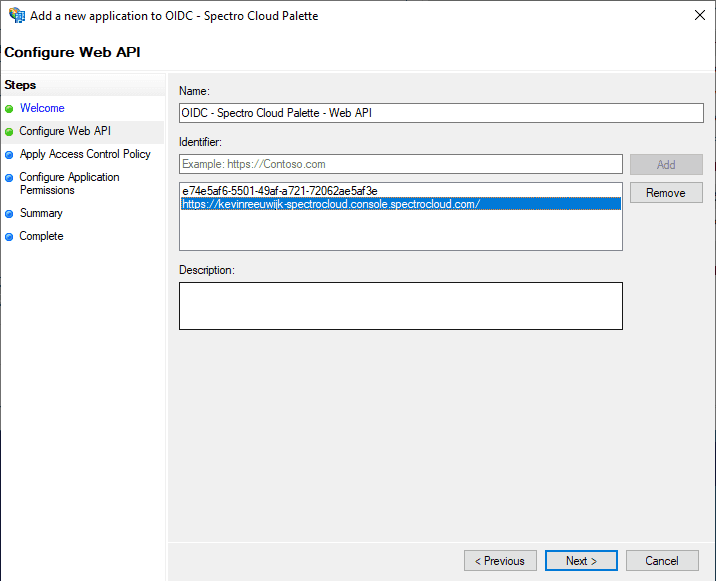 Add a new application to OIDC - Spectro Cloud Palette
Configure Web API
Steps
Welcome
Configure Web API
Apply Access Control Policy
Configure Application
Permissions
Summary
Complete
Name:
OIDC - Spectro Cloud Palette - Web API
Identifier:
Example: https://Contoso.com
Add
e74e5af6-5501-49af-a721-72062ae5af3e
https://kevinreeuwijk-spectrocloud.console.spectrocloud.com/
Remove
Description:
< Previous
Next >
Cancel